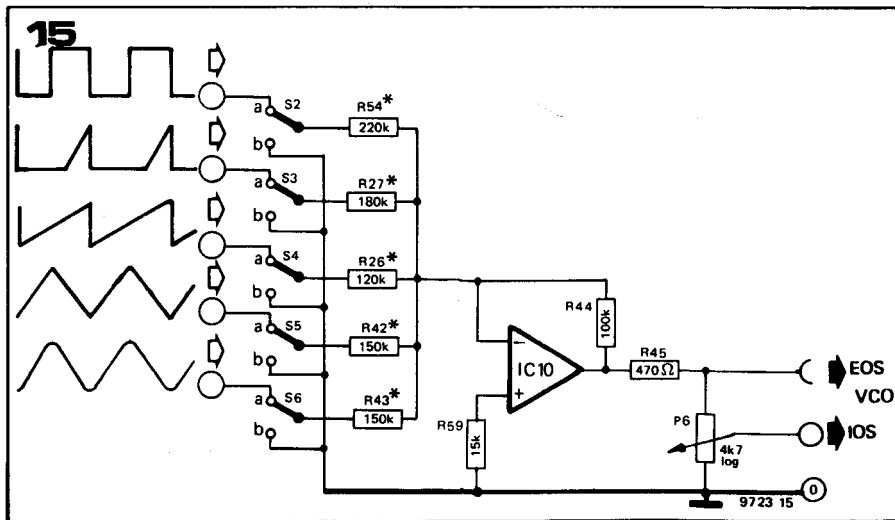 15
a S2
R54*
220k
b
a S3
R27*
180k
b
a S4
R26*
120k
b
a S5
R42*
150k
b
a S6
R43*
150k
b
R44
100k
−
IC10
+
R59
15k
R45
470Ω
EOS
VCO
P6
4k7
log
IOS
0
9723 15